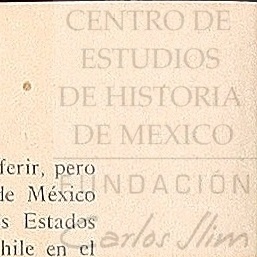 CENTRO DE
ESTUDIOS
DE HISTORIA
DE MEXICO
FUNDACIÓN
Carlos Slim
ferir, pero
de México
s Estados
hile en el